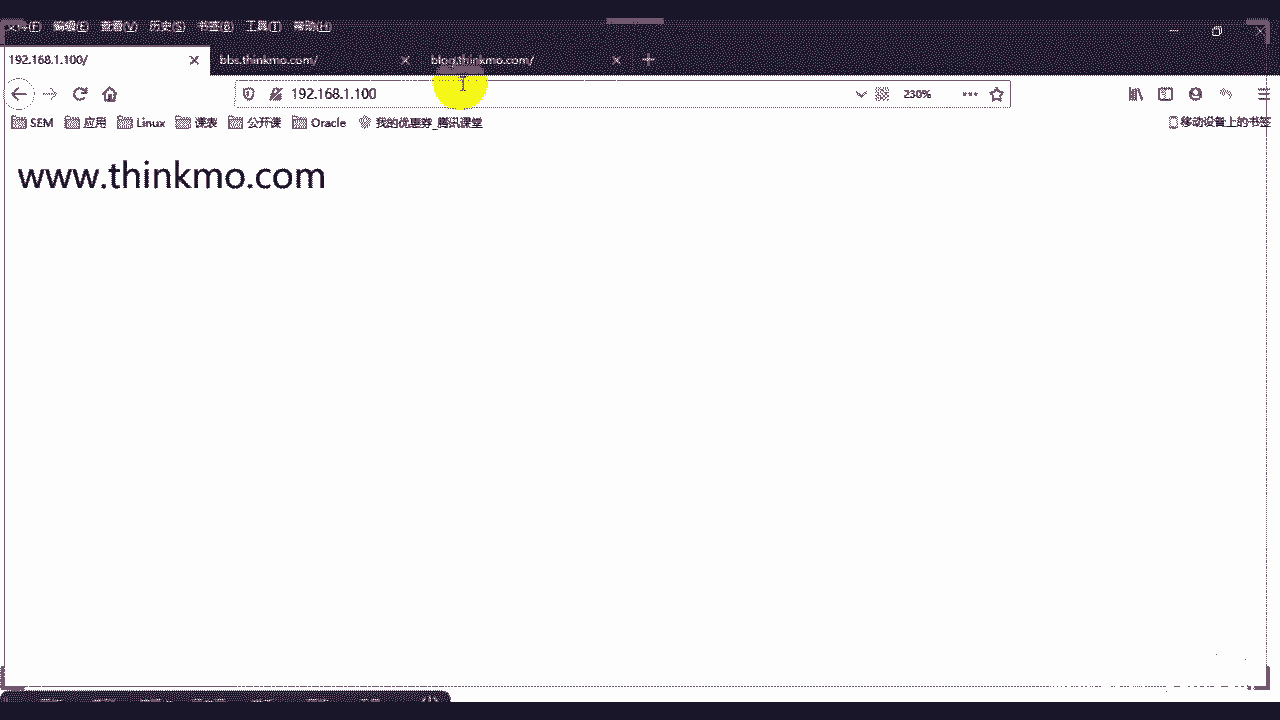 编辑(E) 查看(V) 历史(S) 书签(B) 工具(T) 帮助(H)
192.168.1.100/ bbs.thinkmo.com/ blog.thinkmo.com/
192.168.1.100 230%
SEM 应用 Linux 课表 公开课 Oracle 我的优惠券_腾讯课堂 移动设备上的书签
www.thinkmo.com